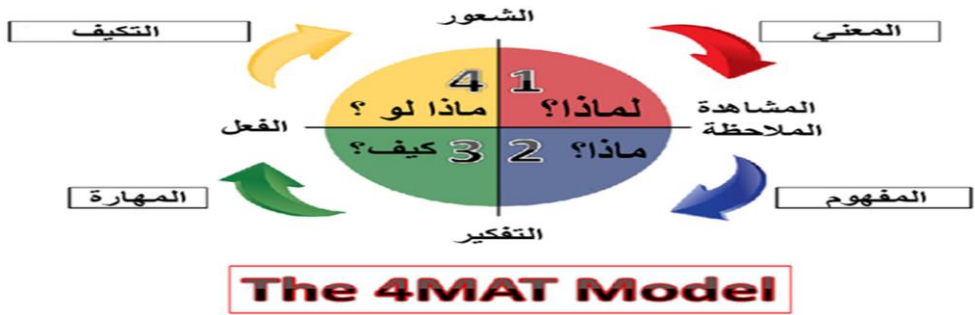 الشعور
المعني
التكيف
1
لماذا؟
4
ماذا لو ؟
المشاهدة
الملاحظة
الفعل
2
ماذا؟
3
كيف؟
المفهوم
المهارة
التفكير
The 4MAT Model